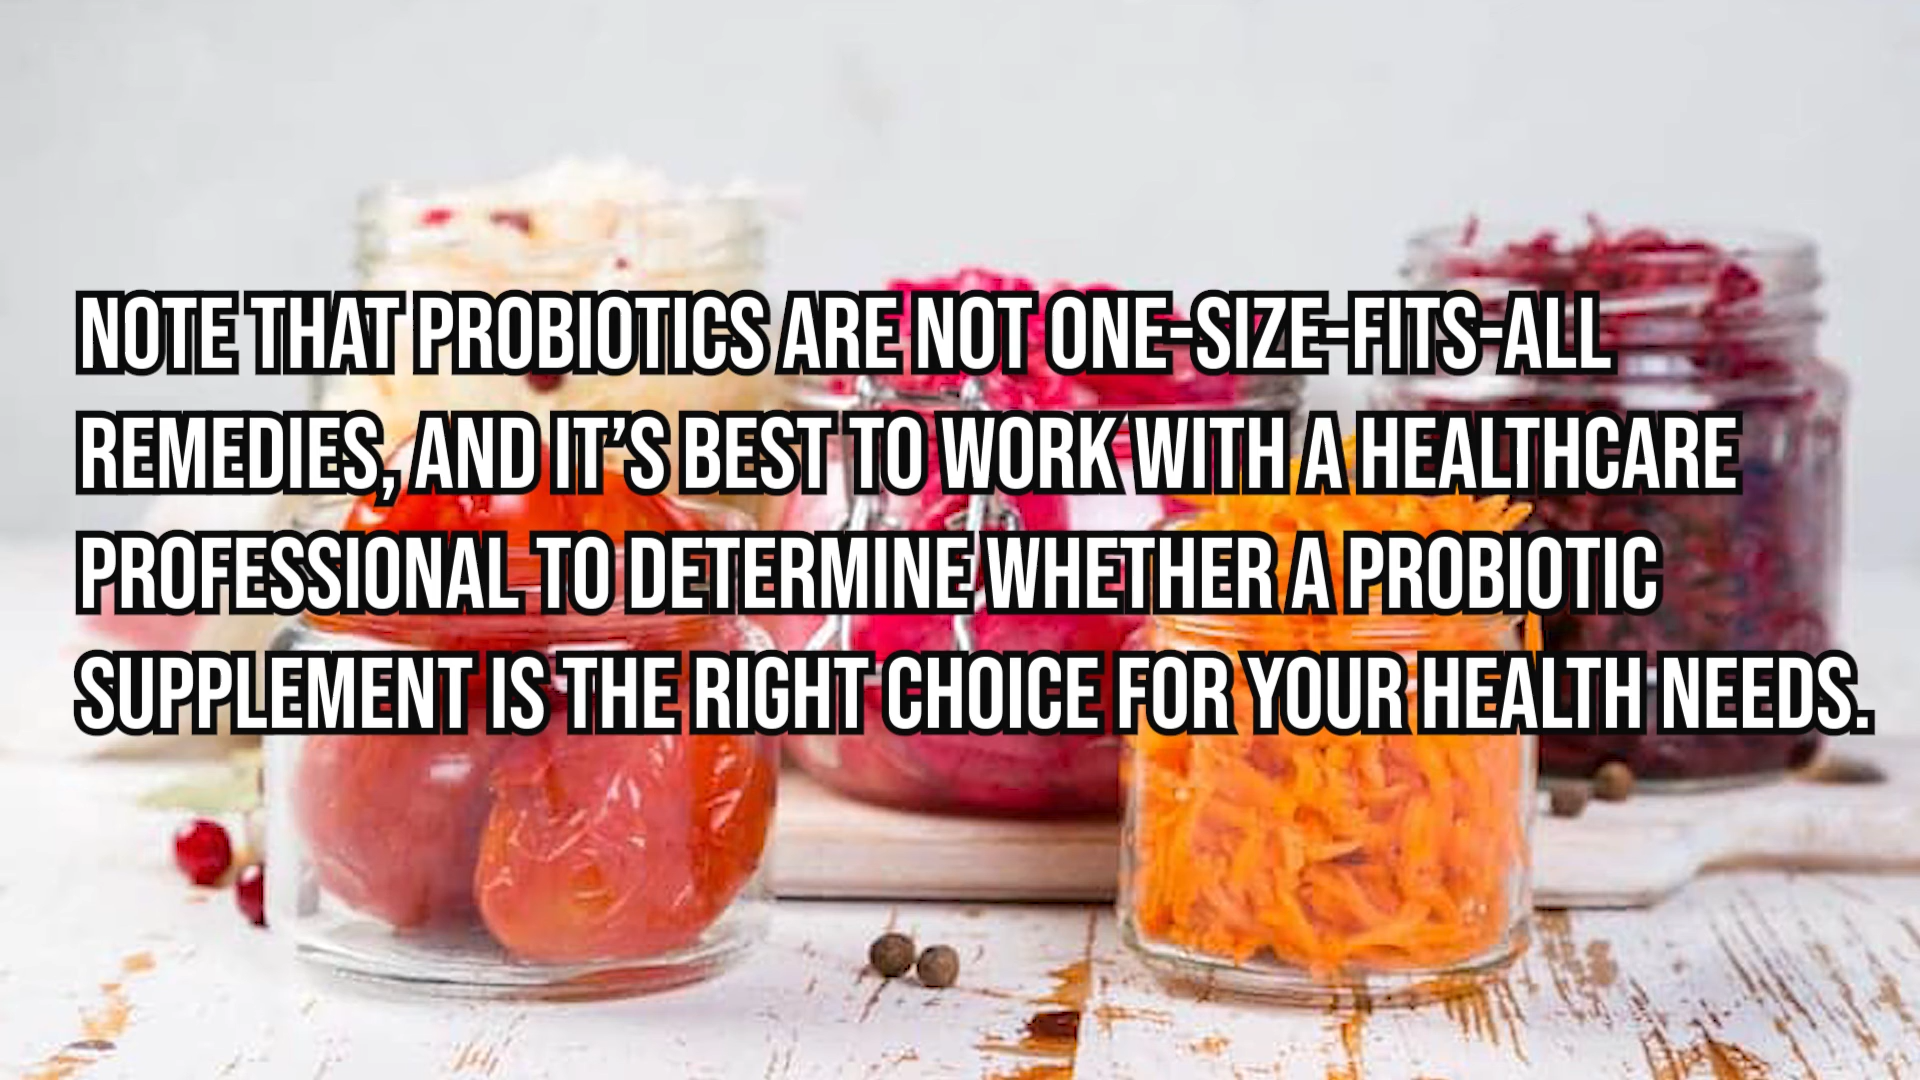 NOTE THAT PROBIOTICS ARE NOT ONE-SIZE-FITS-ALL
REMEDIES, AND IT’S BEST TO WORK WITH A HEALTHCARE
PROFESSIONAL TO DETERMINE WHETHER A PROBIOTIC
SUPPLEMENT IS THE RIGHT CHOICE FOR YOUR HEALTH NEEDS.